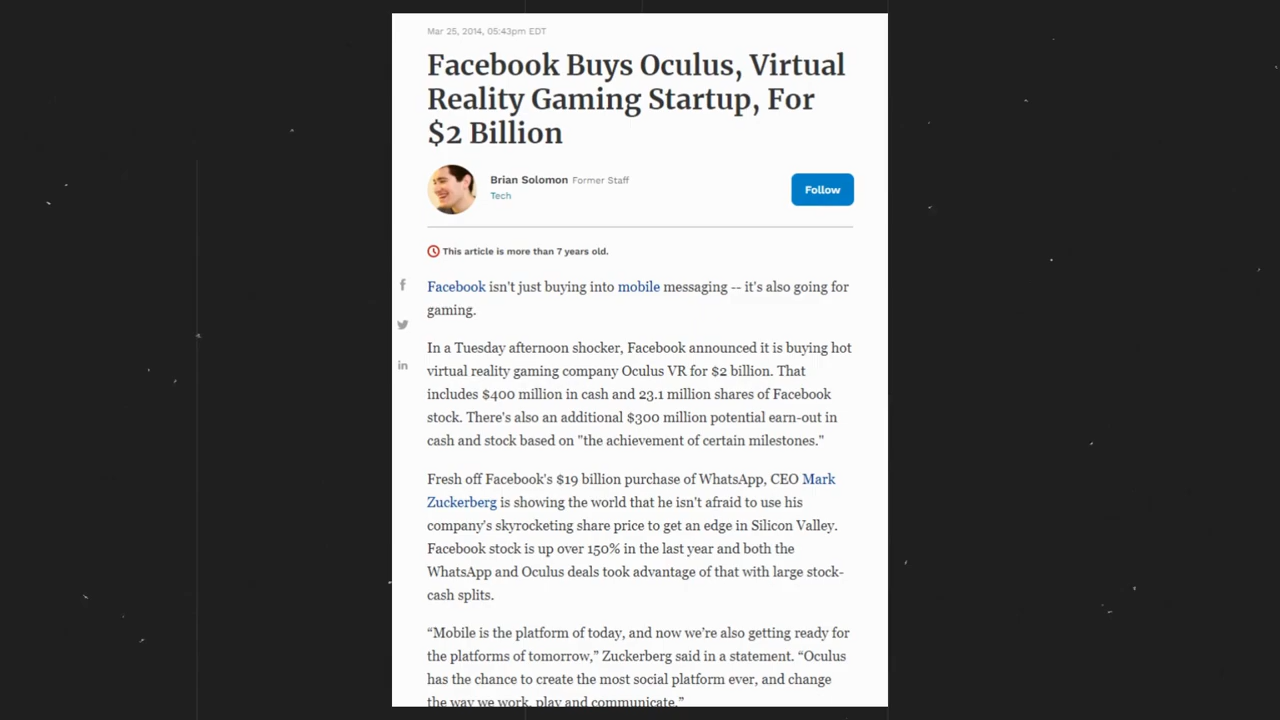 Mar 25, 2014, 05:43pm EDT
Facebook Buys Oculus, Virtual
Reality Gaming Startup, For
$2 Billion
Brian Solomon Former Staff
Tech
Follow
This article is more than 7 years old.
Facebook isn't just buying into mobile messaging -- it's also going for
gaming.
In a Tuesday afternoon shocker, Facebook announced it is buying hot
virtual reality gaming company Oculus VR for $2 billion. That
includes $400 million in cash and 23.1 million shares of Facebook
stock. There's also an additional $300 million potential earn-out in
cash and stock based on "the achievement of certain milestones."
Fresh off Facebook's $19 billion purchase of WhatsApp, CEO Mark
Zuckerberg is showing the world that he isn't afraid to use his
company's skyrocketing share price to get an edge in Silicon Valley.
Facebook stock is up over 150% in the last year and both the
WhatsApp and Oculus deals took advantage of that with large stock-
cash splits.
“Mobile is the platform of today, and now we’re also getting ready for
the platforms of tomorrow,” Zuckerberg said in a statement. “Oculus
has the chance to create the most social platform ever, and change
the way we work, play and communicate.”